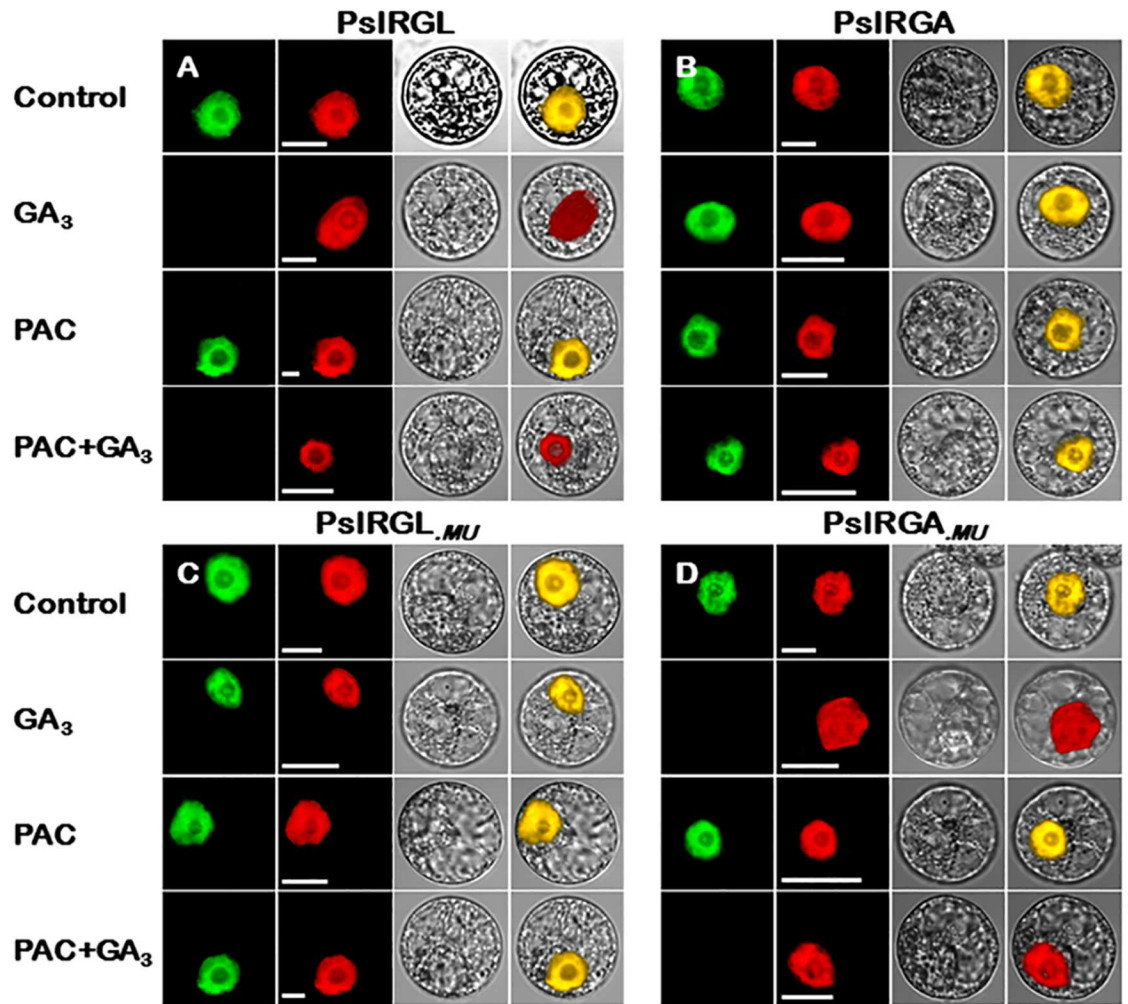 PsIRGL PsIRGA
A B
Control
GA₃
PAC
PAC+GA₃
PsIRGL.MU PsIRGA.MU
C D
Control
GA₃
PAC
PAC+GA₃